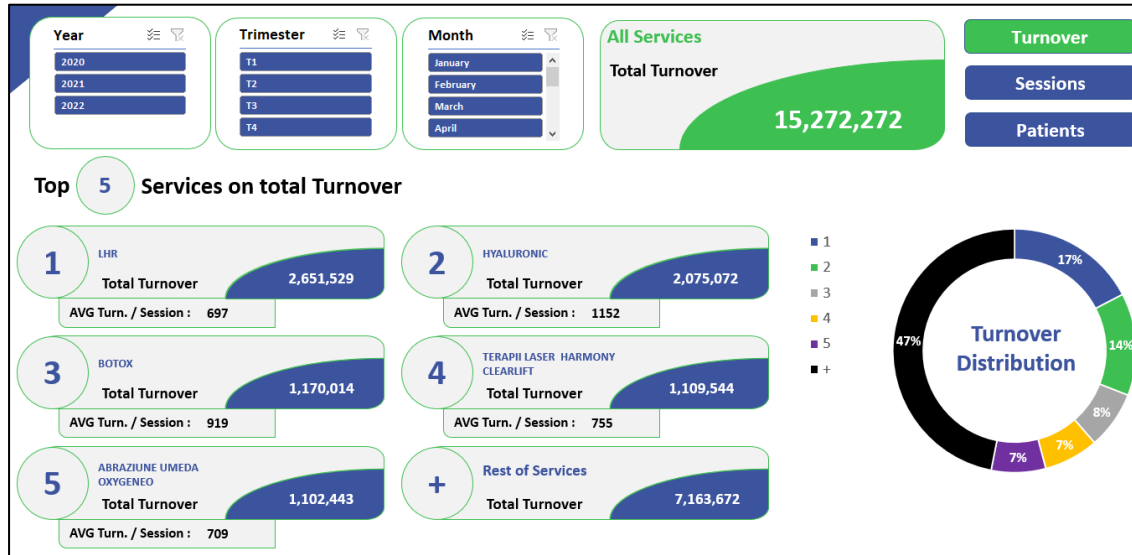 Year
2020
2021
2022
Trimester
T1
T2
T3
T4
Month
January
February
March
April
All Services
Total Turnover
15,272,272
Turnover
Sessions
Patients
Top 5 Services on total Turnover
1
LHR
Total Turnover
2,651,529
AVG Turn. / Session : 697
2
HYALURONIC
Total Turnover
2,075,072
AVG Turn. / Session : 1152
3
BOTOX
Total Turnover
1,170,014
AVG Turn. / Session : 919
4
TERAPII LASER HARMONY
CLEARLIFT
Total Turnover
1,109,544
AVG Turn. / Session : 755
5
ABRAZIUNE UMEDA
OXYGENEO
Total Turnover
1,102,443
AVG Turn. / Session : 709
+
Rest of Services
Total Turnover
7,163,672
1
2
3
4
5
+
17%
14%
8%
7%
7%
47%
Turnover
Distribution